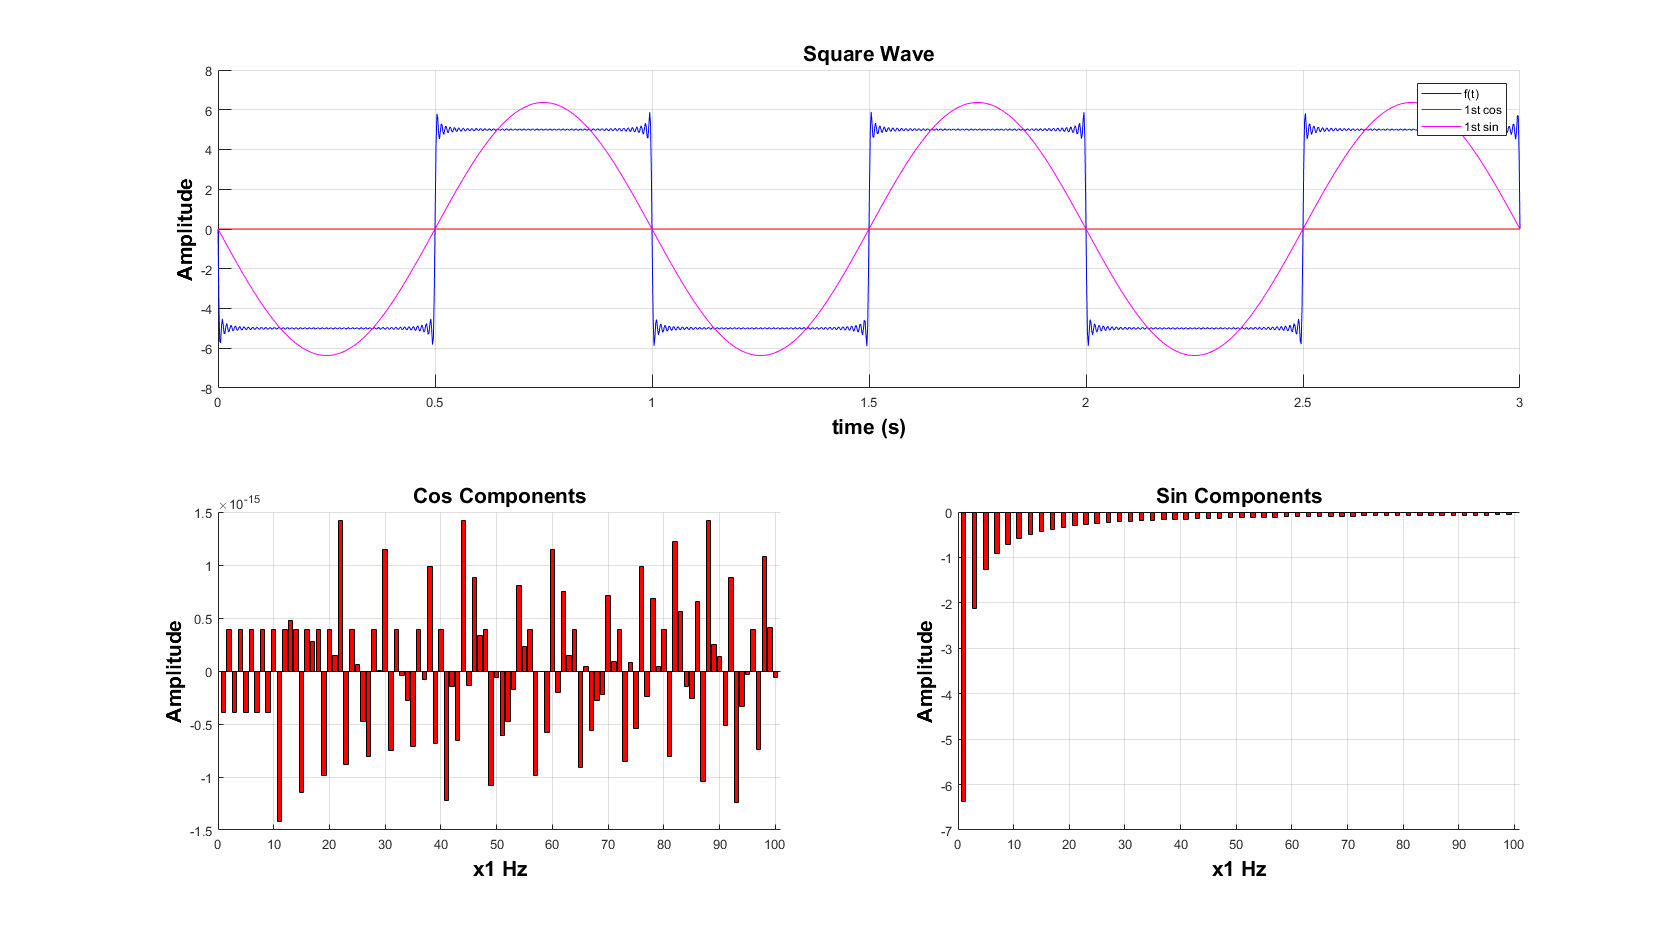 Square Wave
8
6
4
2
0
-2
-4
-6
-8
Amplitude
f(t)
1st cos
1st sin
0 0.5 1 1.5 2 2.5 3
time (s)
Cos Components
×10-15
1.5
1
0.5
0
-0.5
-1
-1.5
Amplitude
0 10 20 30 40 50 60 70 80 90 100
x1 Hz
Sin Components
0
-1
-2
-3
-4
-5
-6
-7
Amplitude
0 10 20 30 40 50 60 70 80 90 100
x1 Hz